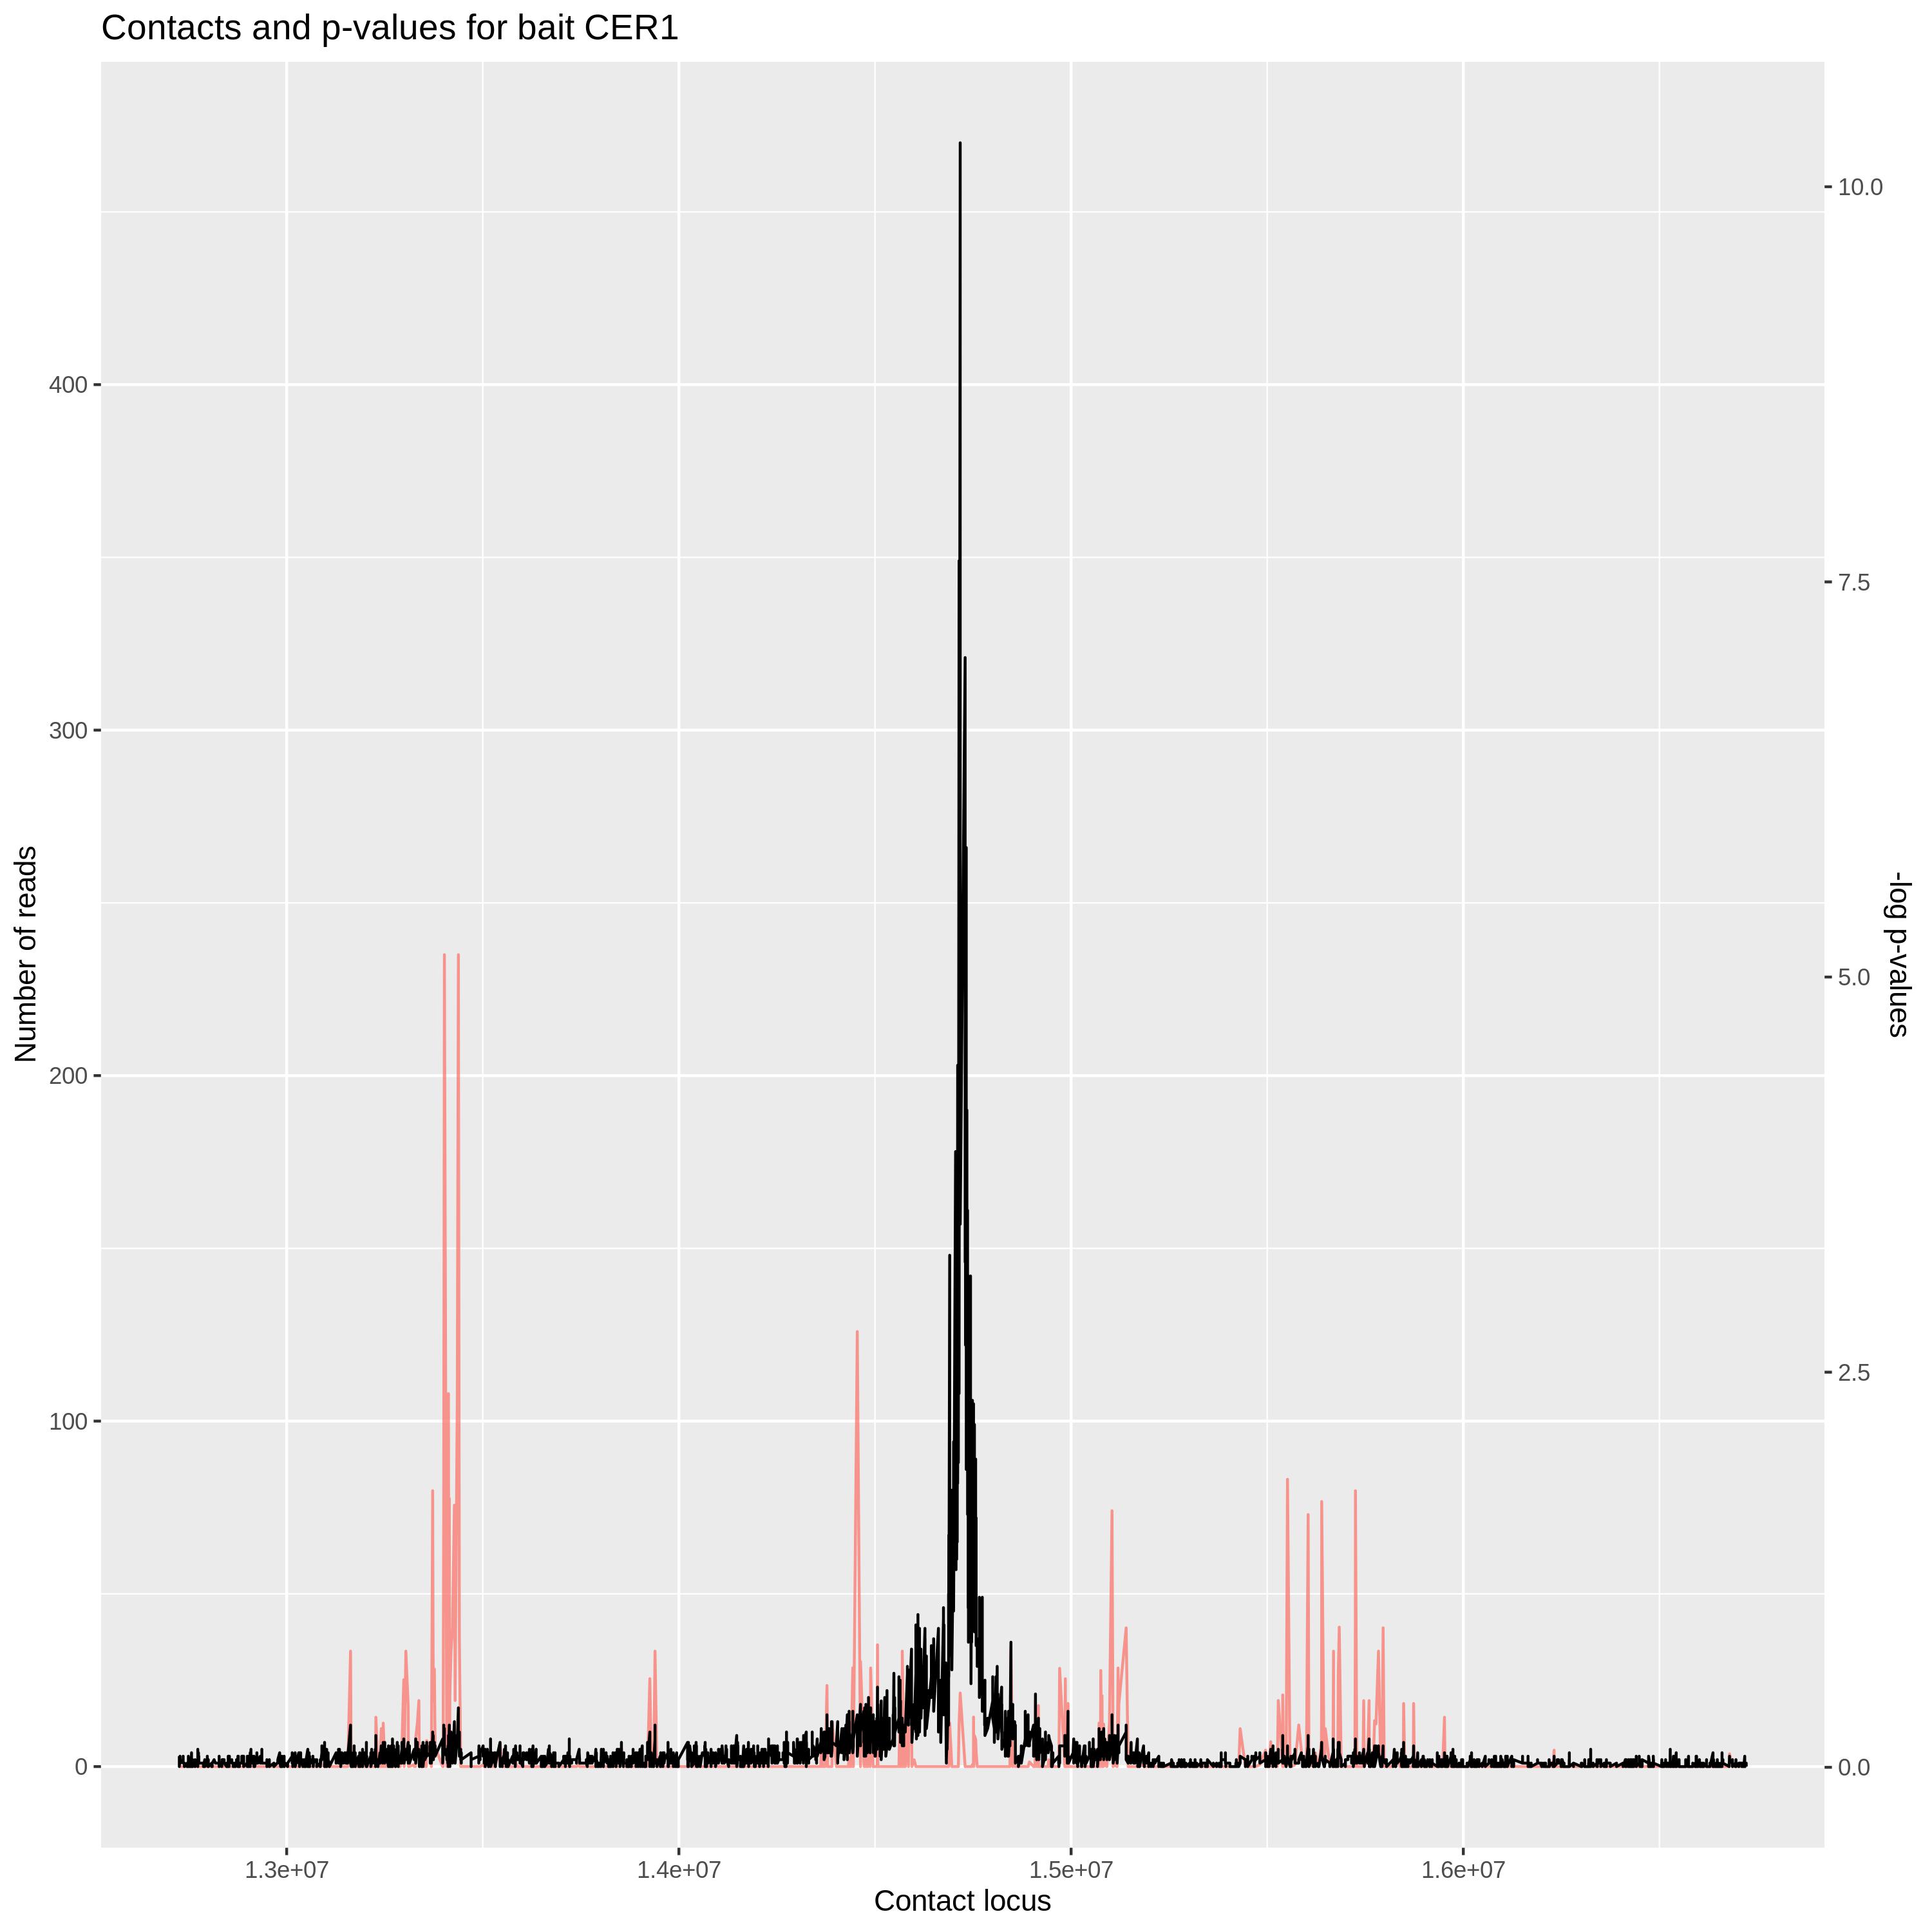 Contacts and p-values for bait CER1
Number of reads
400
300
200
100
0
10.0
7.5
5.0
2.5
0.0
-log p-values
1.3e+07
1.4e+07
1.5e+07
1.6e+07
Contact locus